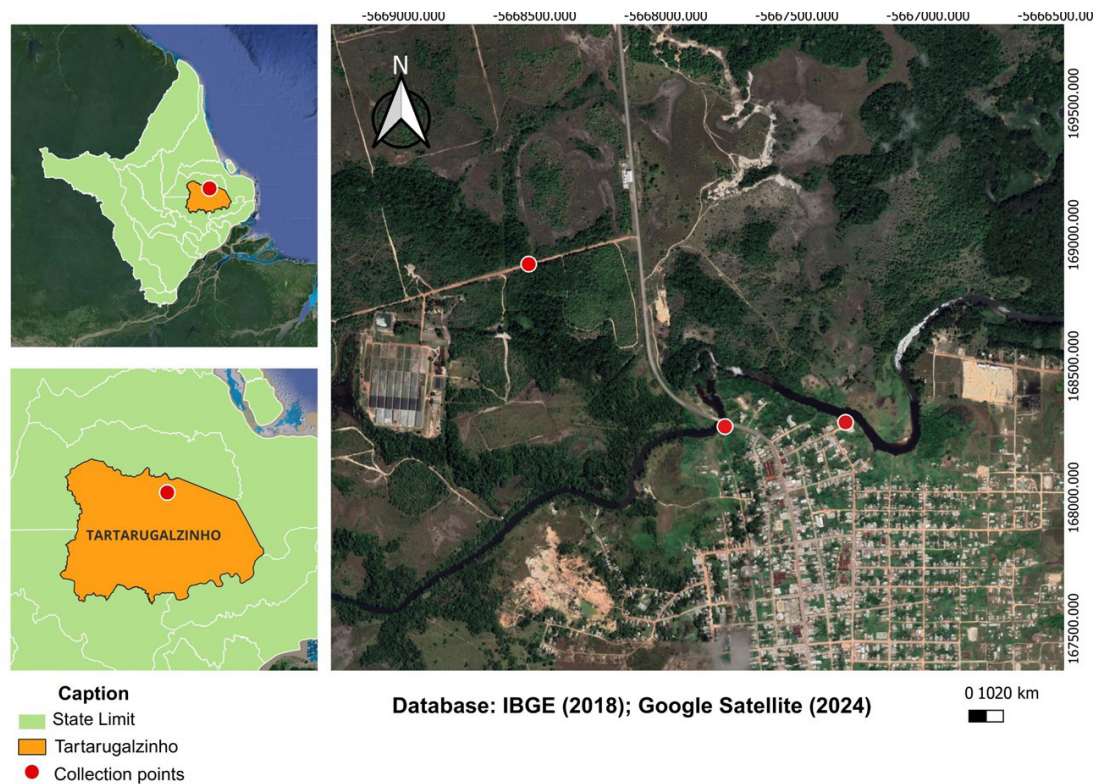 -5669000.000 -5668500.000 -5668000.000 -5667500.000 -5667000.000 -5666500.00
N
169500.000
169000.000
168500.000
168000.000
167500.000
TARTARUGALZINHO
Caption
State Limit
Tartarugalzinho
Collection points
Database: IBGE (2018); Google Satellite (2024)
0 1020 km